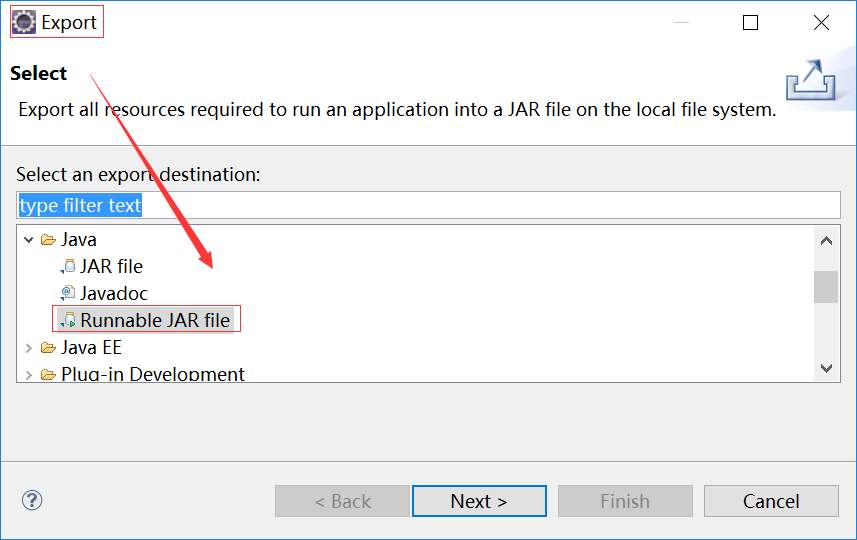 Export
Select
Export all resources required to run an application into a JAR file on the local file system.
Select an export destination:
type filter text
Java
JAR file
Javadoc
Runnable JAR file
Java EE
Plug-in Development
< Back
Next >
Finish
Cancel